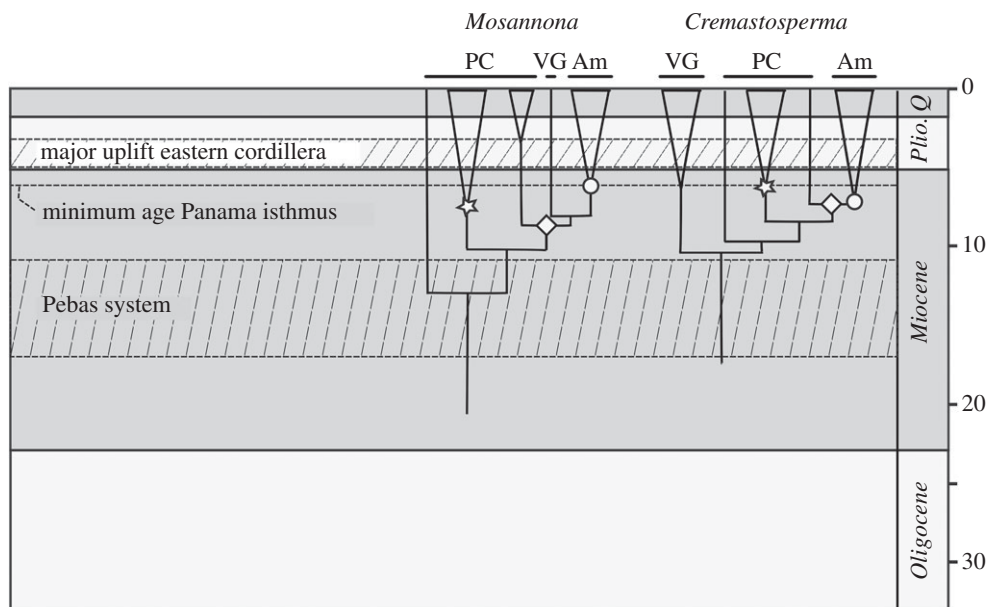 Mosannona Cremastosperma
PC VG Am VG PC Am
0
Plio. Q
major uplift eastern cordillera
minimum age Panama isthmus
10
Pebas system
Miocene
20
Oligocene
30